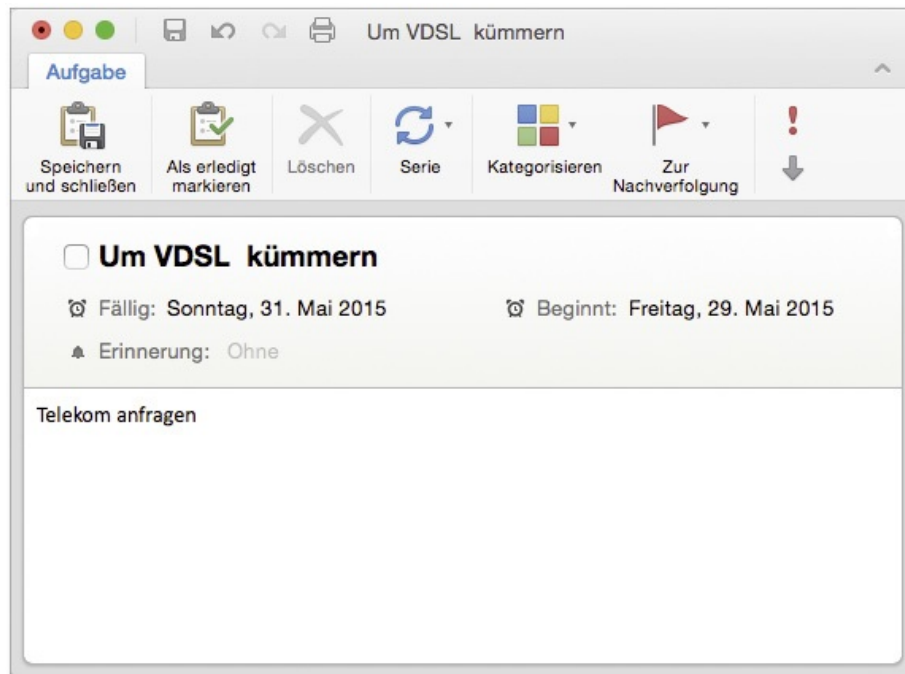 Um VDSL kümmern
Aufgabe
Speichern
und schließen
Als erledigt
markieren
Löschen
Serie
Kategorisieren
Zur
Nachverfolgung
Um VDSL kümmern
Fällig: Sonntag, 31. Mai 2015
Beginnt: Freitag, 29. Mai 2015
Erinnerung: Ohne
Telekom anfragen